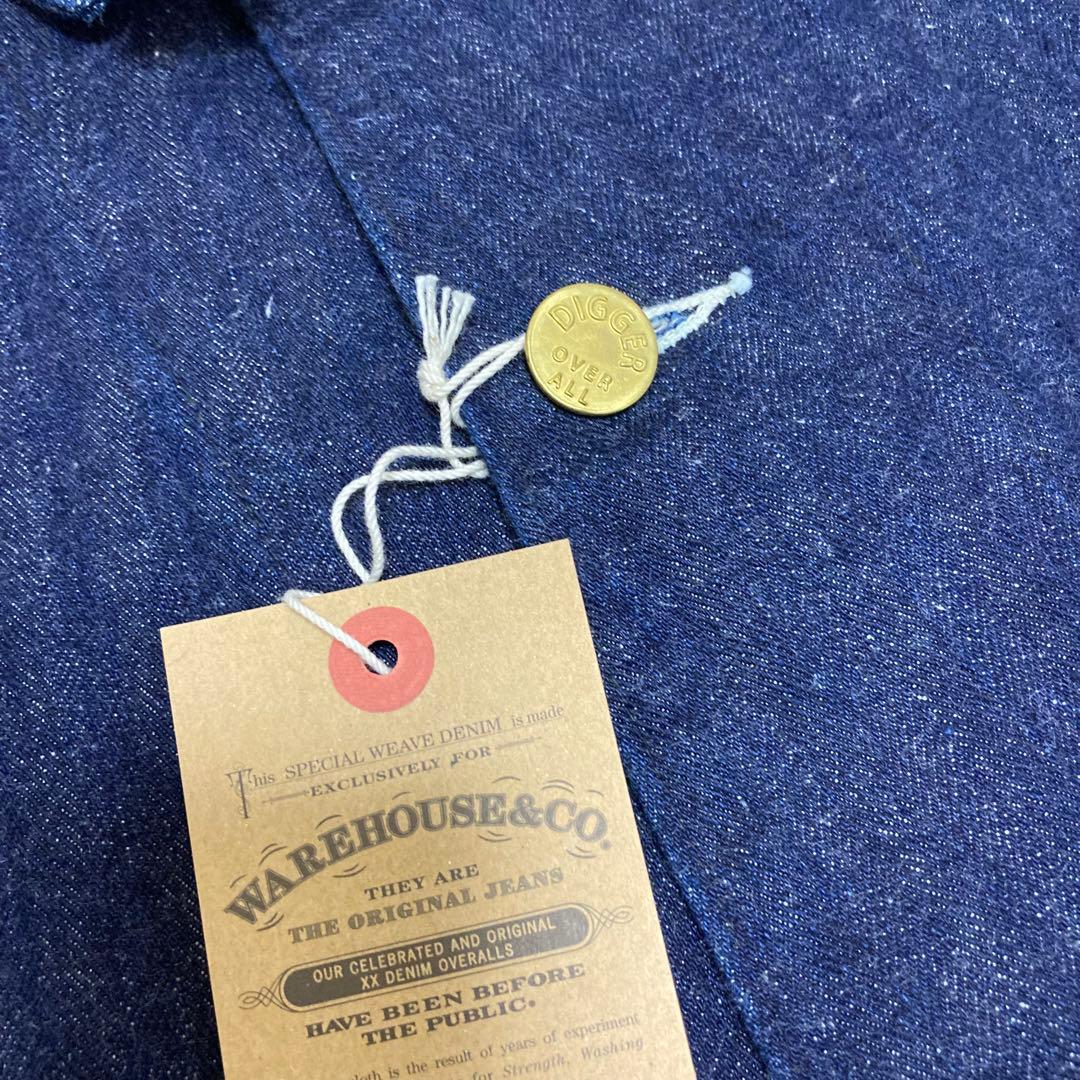 DIGGER
OVER
ALL
This SPECIAL WEAVE DENIM is made
EXCLUSIVELY FOR
WAREHOUSE&CO.
THEY ARE
THE ORIGINAL JEANS
OUR CELEBRATED AND ORIGINAL
XX DENIM OVERALLS
HAVE BEEN BEFORE
THE PUBLIC.
cloth is the result of years of experiment
for Strength, Washing